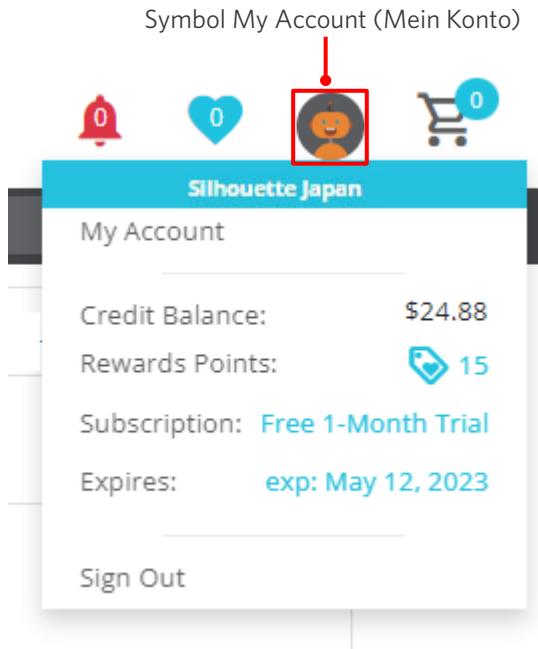 Symbol My Account (Mein Konto)
0 0 0
Silhouette Japan
My Account
Credit Balance: $24.88
Rewards Points: 15
Subscription: Free 1-Month Trial
Expires: exp: May 12, 2023
Sign Out